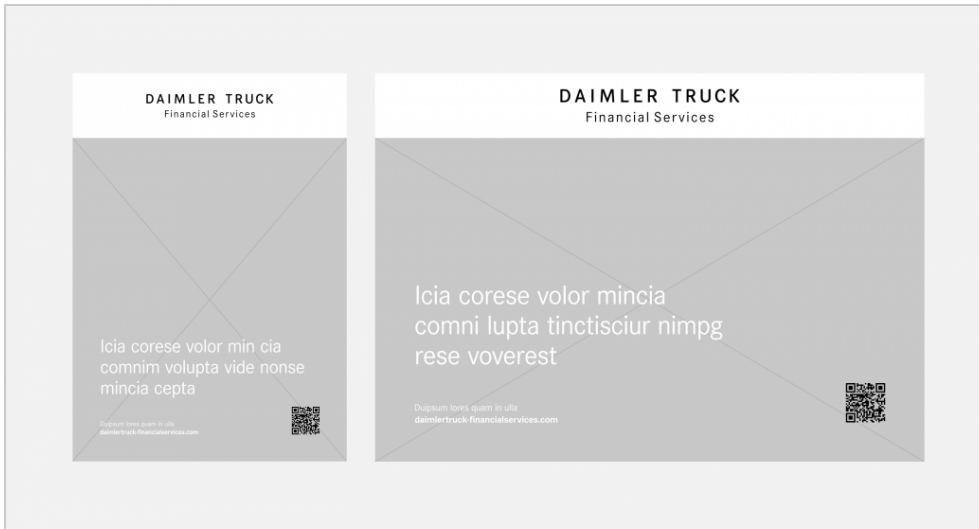 DAIMLER TRUCK
Financial Services
Icia corese volor min cia
comnim volupta vide nonse
mincia cepta
Duipsum lores quam in ulla
daimlertruck-financialservices.com
DAIMLER TRUCK
Financial Services
Icia corese volor mincia
comni lupta tinctisciur nimpg
rese voverest
Duipsum lores quam in ulla
daimlertruck-financialservices.com